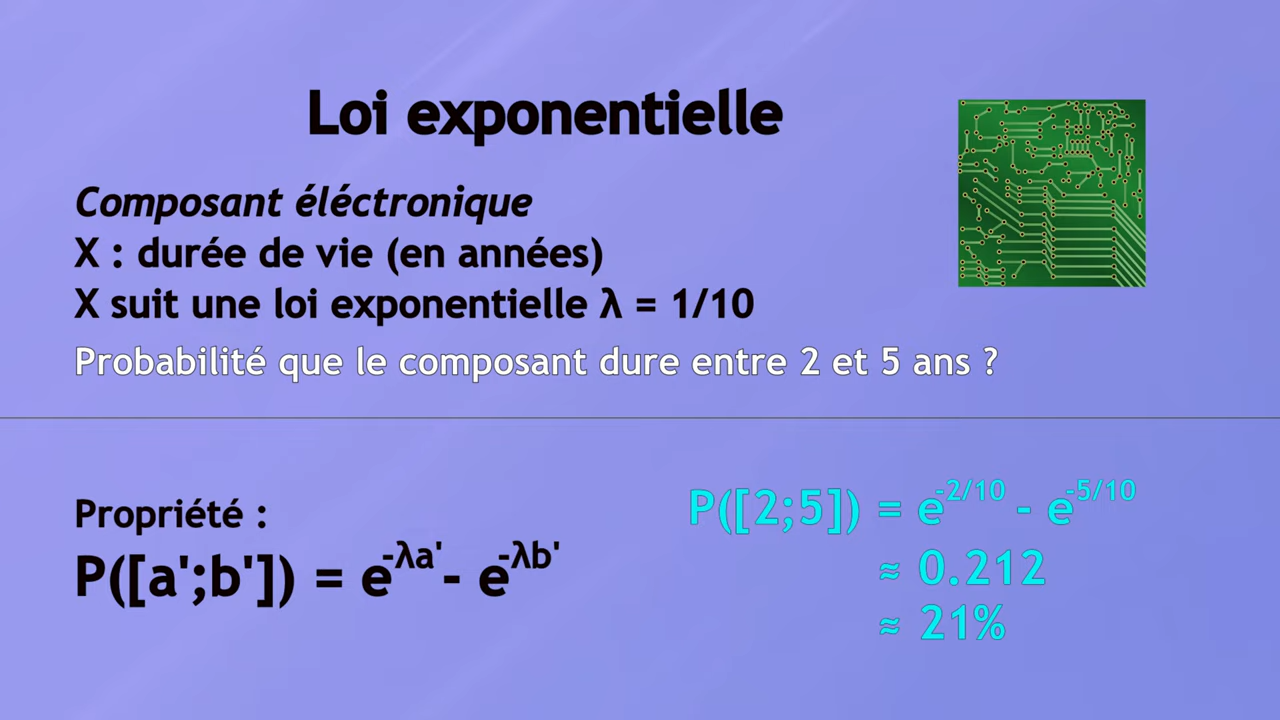 Loi exponentielle
Composant éléctronique
X : durée de vie (en années)
X suit une loi exponentielle λ = 1/10
Probabilité que le composant dure entre 2 et 5 ans ?
Propriété :
P([a';b']) = e^-λa' - e^-λb'
P([2;5]) = e^-2/10 - e^-5/10
≈ 0.212
≈ 21%